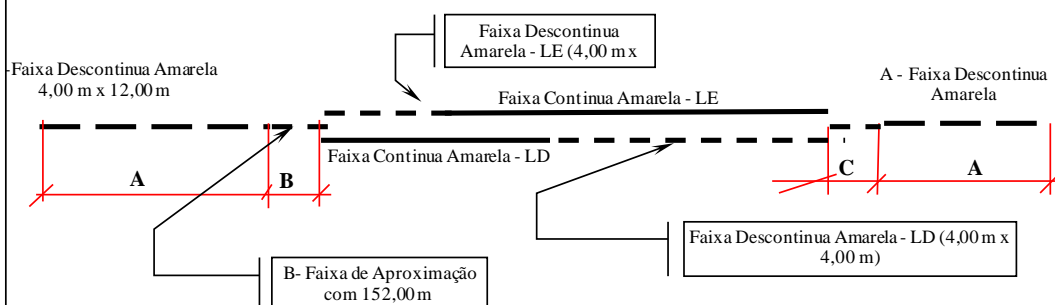 Faixa Descontinua
Amarela - LE (4,00 m x
-Faixa Descontinua Amarela
4,00 m x 12,00 m
A - Faixa Descontinua
Amarela
Faixa Continua Amarela - LE
Faixa Continua Amarela - LD
A
B
C
A
Faixa Descontinua Amarela - LD (4,00 m x
4,00 m)
B- Faixa de Aproximação
com 152,00 m